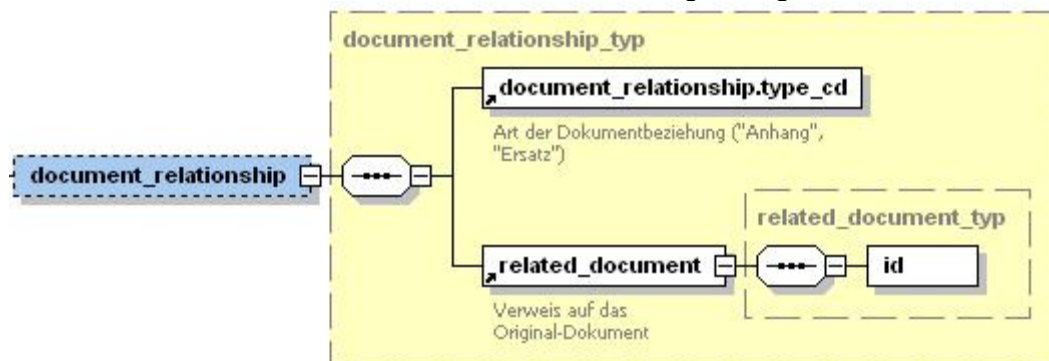 document_relationship_typ
document_relationship.type_cd
Art der Dokumentbeziehung ("Anhang",
"Ersatz")
document_relationship
related_document_typ
related_document
id
Verweis auf das
Original-Dokument